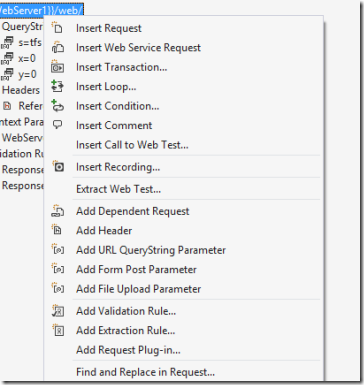 WebServer1}}/web/
QueryStr
s=tfs
x=0
y=0
Headers
Refer
ntext Para
WebServ
lidation Ru
Response
Response
Insert Request
Insert Web Service Request
Insert Transaction...
Insert Loop...
Insert Condition...
Insert Comment
Insert Call to Web Test...
Insert Recording...
Extract Web Test...
Add Dependent Request
Add Header
Add URL QueryString Parameter
Add Form Post Parameter
Add File Upload Parameter
Add Validation Rule...
Add Extraction Rule...
Add Request Plug-in...
Find and Replace in Request...